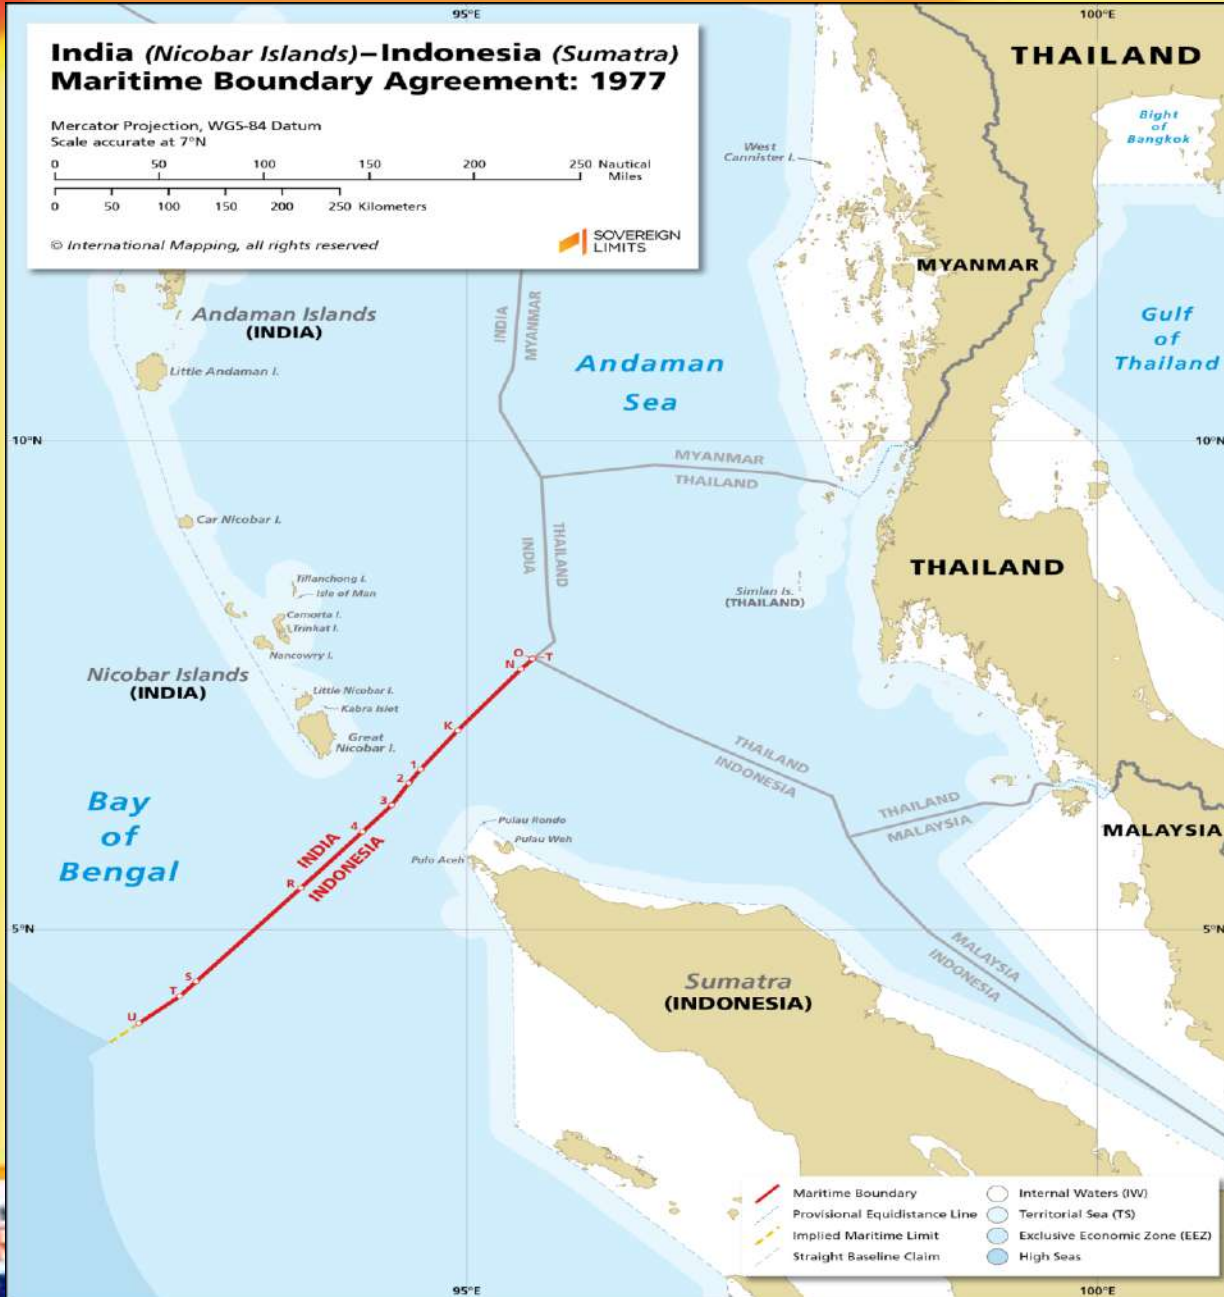 95°E
100°E
India (Nicobar Islands)–Indonesia (Sumatra)
Maritime Boundary Agreement: 1977
Mercator Projection, WGS-84 Datum
Scale accurate at 7°N
0 50 100 150 200 250 Nautical
Miles
0 50 100 150 200 250 Kilometers
© International Mapping, all rights reserved
SOVEREIGN
LIMITS
THAILAND
Bight
of
Bangkok
West
Cannister I.
MYANMAR
Gulf
of
Thailand
Andaman Islands
(INDIA)
Little Andaman I.
INDIA
MYANMAR
Andaman
Sea
10°N
10°N
MYANMAR
THAILAND
Car Nicobar I.
INDIA
THAILAND
THAILAND
Tillanchong I.
Isle of Man
Camorta I.
Trinkat I.
Nancowry I.
Similan Is.
(THAILAND)
Nicobar Islands
(INDIA)
Little Nicobar I.
Kabra Islet
Great
Nicobar I.
O
T
N
K
1
2
3
4
R
S
T
U
INDIA
INDONESIA
THAILAND
INDONESIA
THAILAND
MALAYSIA
MALAYSIA
Bay
of
Bengal
Pulau Rondo
Pulau Weh
Pulo Aceh
5°N
5°N
MALAYSIA
INDONESIA
Sumatra
(INDONESIA)
Maritime Boundary
Provisional Equidistance Line
Implied Maritime Limit
Straight Baseline Claim
Internal Waters (IW)
Territorial Sea (TS)
Exclusive Economic Zone (EEZ)
High Seas
95°E
100°E